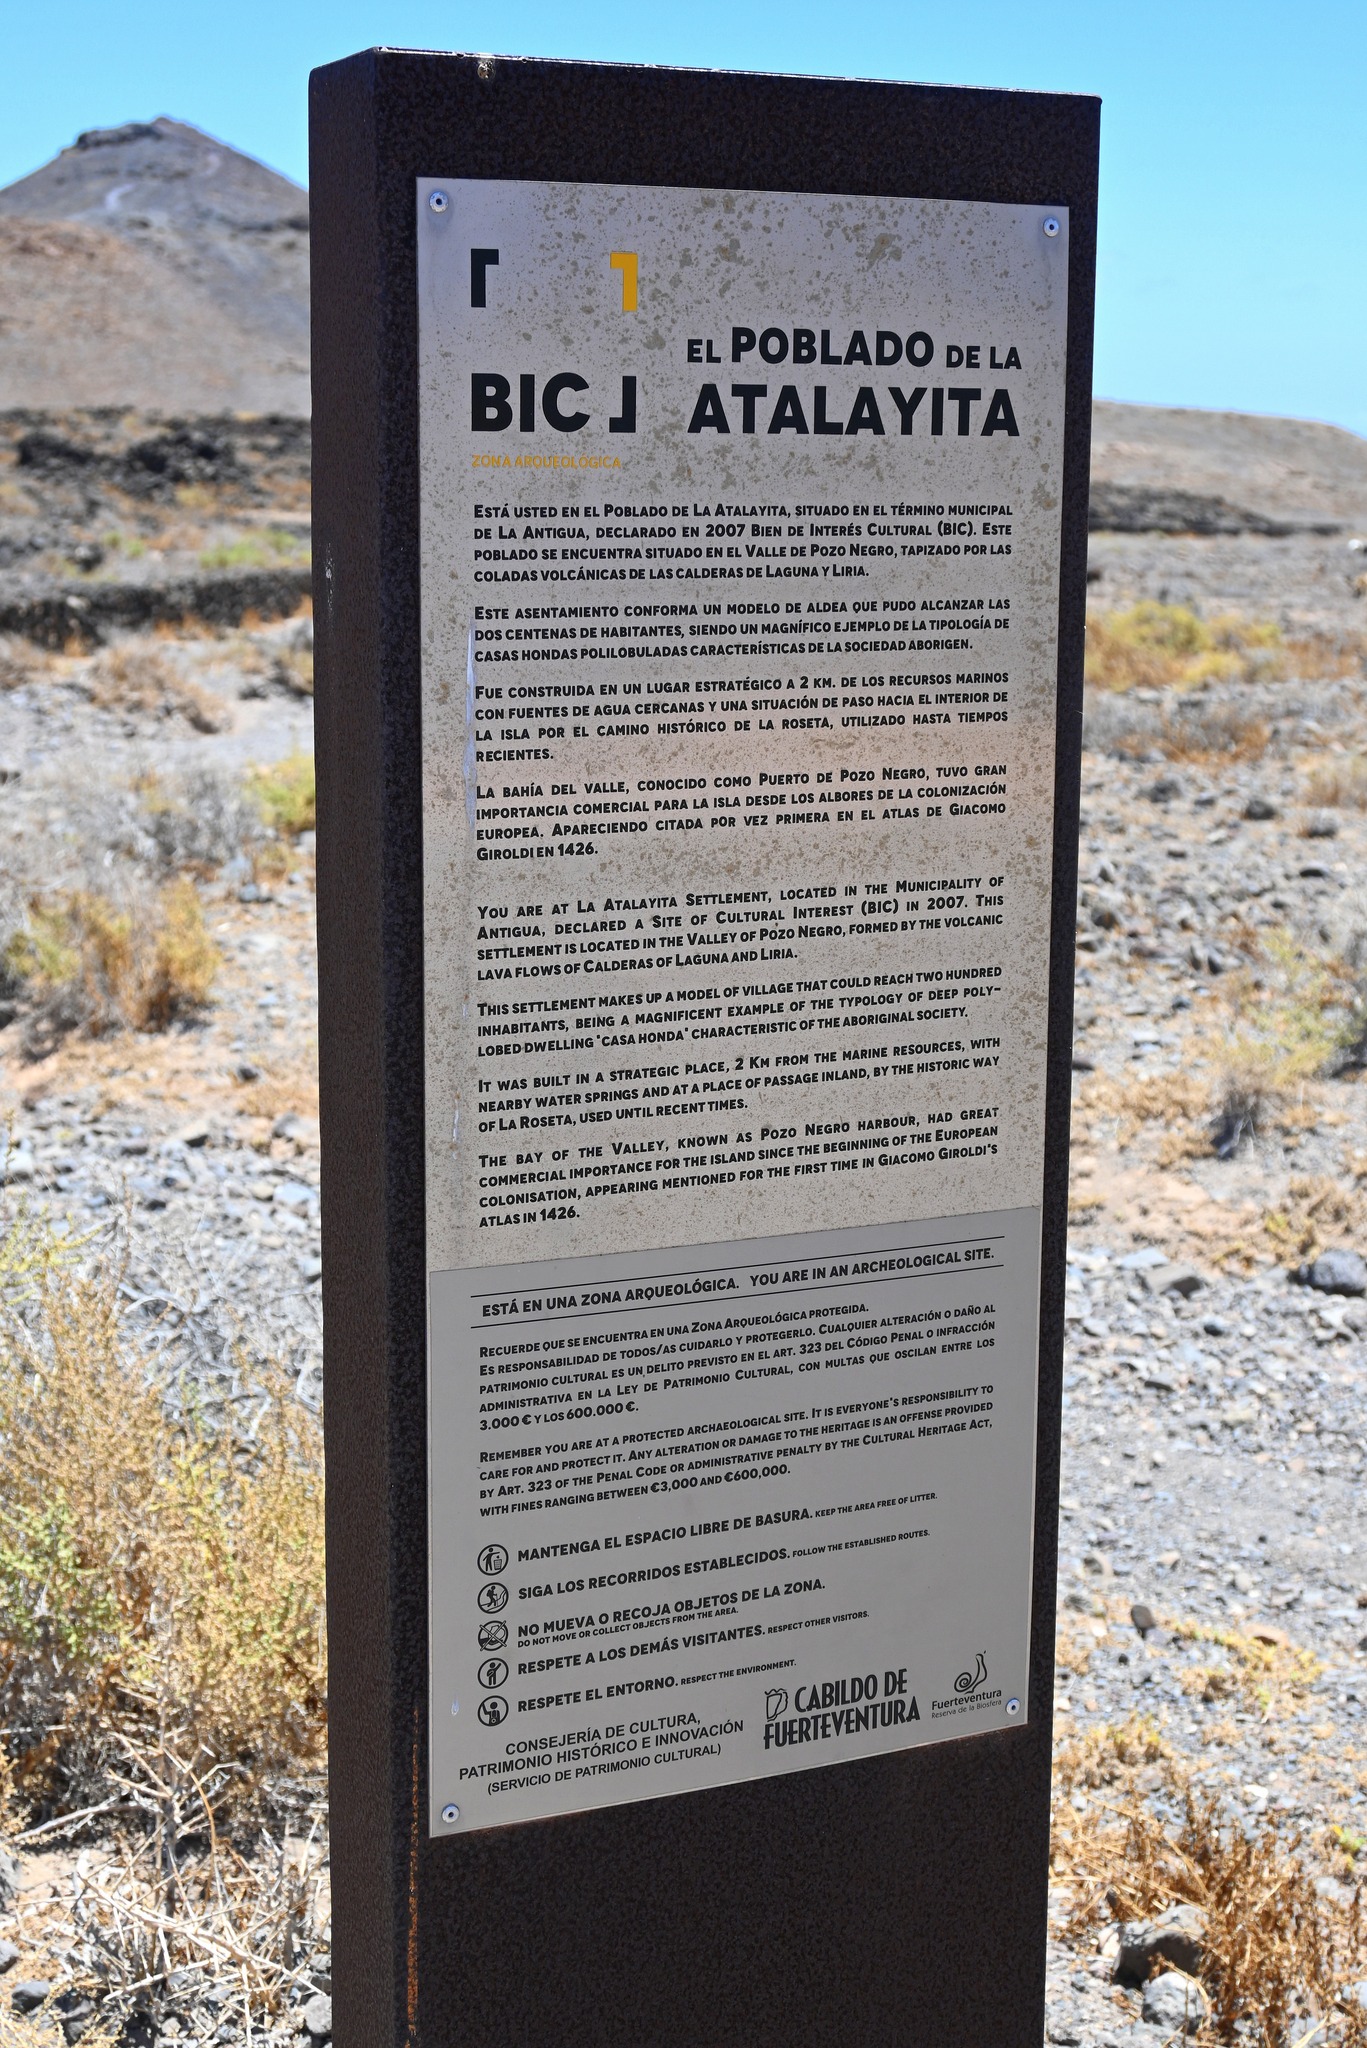 EL POBLADO DE LA
BIC ATALAYITA
ZONA ARQUEOLÓGICA
ESTÁ USTED EN EL POBLADO DE LA ATALAYITA, SITUADO EN EL TÉRMINO MUNICIPAL
DE LA ANTIGUA, DECLARADO EN 2007 BIEN DE INTERÉS CULTURAL (BIC). ESTE
POBLADO SE ENCUENTRA SITUADO EN EL VALLE DE POZO NEGRO, TAPIZADO POR LAS
COLADAS VOLCÁNICAS DE LAS CALDERAS DE LAGUNA Y LIRIA.
ESTE ASENTAMIENTO CONFORMA UN MODELO DE ALDEA QUE PUDO ALCANZAR LAS
DOS CENTENAS DE HABITANTES, SIENDO UN MAGNÍFICO EJEMPLO DE LA TIPOLOGÍA DE
CASAS HONDAS POLILOBULADAS CARACTERÍSTICAS DE LA SOCIEDAD ABORIGEN.
FUE CONSTRUIDA EN UN LUGAR ESTRATÉGICO A 2 KM. DE LOS RECURSOS MARINOS
CON FUENTES DE AGUA CERCANAS Y UNA SITUACIÓN DE PASO HACIA EL INTERIOR DE
LA ISLA POR EL CAMINO HISTÓRICO DE LA ROSETA, UTILIZADO HASTA TIEMPOS
RECIENTES.
LA BAHÍA DEL VALLE, CONOCIDO COMO PUERTO DE POZO NEGRO, TUVO GRAN
IMPORTANCIA COMERCIAL PARA LA ISLA DESDE LOS ALBORES DE LA COLONIZACIÓN
EUROPEA. APARECIENDO CITADA POR VEZ PRIMERA EN EL ATLAS DE GIACOMO
GIROLDI EN 1426.
YOU ARE AT LA ATALAYITA SETTLEMENT, LOCATED IN THE MUNICIPALITY OF
ANTIGUA, DECLARED A SITE OF CULTURAL INTEREST (BIC) IN 2007. THIS
SETTLEMENT IS LOCATED IN THE VALLEY OF POZO NEGRO, FORMED BY THE VOLCANIC
LAVA FLOWS OF CALDERAS OF LAGUNA AND LIRIA.
THIS SETTLEMENT MAKES UP A MODEL OF VILLAGE THAT COULD REACH TWO HUNDRED
INHABITANTS, BEING A MAGNIFICENT EXAMPLE OF THE TYPOLOGY OF DEEP POLY-
LOBED DWELLING "CASA HONDA" CHARACTERISTIC OF THE ABORIGINAL SOCIETY.
IT WAS BUILT IN A STRATEGIC PLACE, 2 KM FROM THE MARINE RESOURCES, WITH
NEARBY WATER SPRINGS AND AT A PLACE OF PASSAGE INLAND, BY THE HISTORIC WAY
OF LA ROSETA, USED UNTIL RECENT TIMES.
THE BAY OF THE VALLEY, KNOWN AS POZO NEGRO HARBOUR, HAD GREAT
COMMERCIAL IMPORTANCE FOR THE ISLAND SINCE THE BEGINNING OF THE EUROPEAN
COLONISATION, APPEARING MENTIONED FOR THE FIRST TIME IN GIACOMO GIROLDI'S
ATLAS IN 1426.
ESTÁ EN UNA ZONA ARQUEOLÓGICA. YOU ARE IN AN ARCHEOLOGICAL SITE.
RECUERDE QUE SE ENCUENTRA EN UNA ZONA ARQUEOLÓGICA PROTEGIDA.
ES RESPONSABILIDAD DE TODOS/AS CUIDARLO Y PROTEGERLO. CUALQUIER ALTERACIÓN O DAÑO AL
PATRIMONIO CULTURAL ES UN DELITO PREVISTO EN EL ART. 323 DEL CÓDIGO PENAL O INFRACCIÓN
ADMINISTRATIVA EN LA LEY DE PATRIMONIO CULTURAL, CON MULTAS QUE OSCILAN ENTRE LOS
3.000 € Y LOS 600.000 €.
REMEMBER YOU ARE AT A PROTECTED ARCHAEOLOGICAL SITE. IT IS EVERYONE'S RESPONSIBILITY TO
CARE FOR AND PROTECT IT. ANY ALTERATION OR DAMAGE TO THE HERITAGE IS AN OFFENSE PROVIDED
BY ART. 323 OF THE PENAL CODE OR ADMINISTRATIVE PENALTY BY THE CULTURAL HERITAGE ACT,
WITH FINES RANGING BETWEEN €3,000 AND €600,000.
MANTENGA EL ESPACIO LIBRE DE BASURA. KEEP THE AREA FREE OF LITTER.
SIGA LOS RECORRIDOS ESTABLECIDOS. FOLLOW THE ESTABLISHED ROUTES.
NO MUEVA O RECOJA OBJETOS DE LA ZONA.
DO NOT MOVE OR COLLECT OBJECTS FROM THE AREA.
RESPETE A LOS DEMÁS VISITANTES. RESPECT OTHER VISITORS.
RESPETE EL ENTORNO. RESPECT THE ENVIRONMENT.
CONSEJERÍA DE CULTURA,
PATRIMONIO HISTÓRICO E INNOVACIÓN
(SERVICIO DE PATRIMONIO CULTURAL)
CABILDO DE
FUERTEVENTURA
Fuerteventura
Reserva de la Biosfera